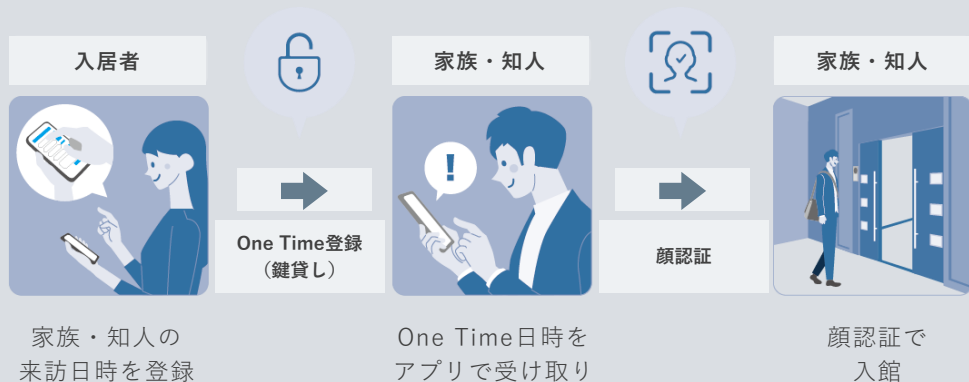 入居者
家族・知人
家族・知人
!
One Time登録
（鍵貸し）
顔認証
家族・知人の
来訪日時を登録
One Time日時を
アプリで受け取り
顔認証で
入館